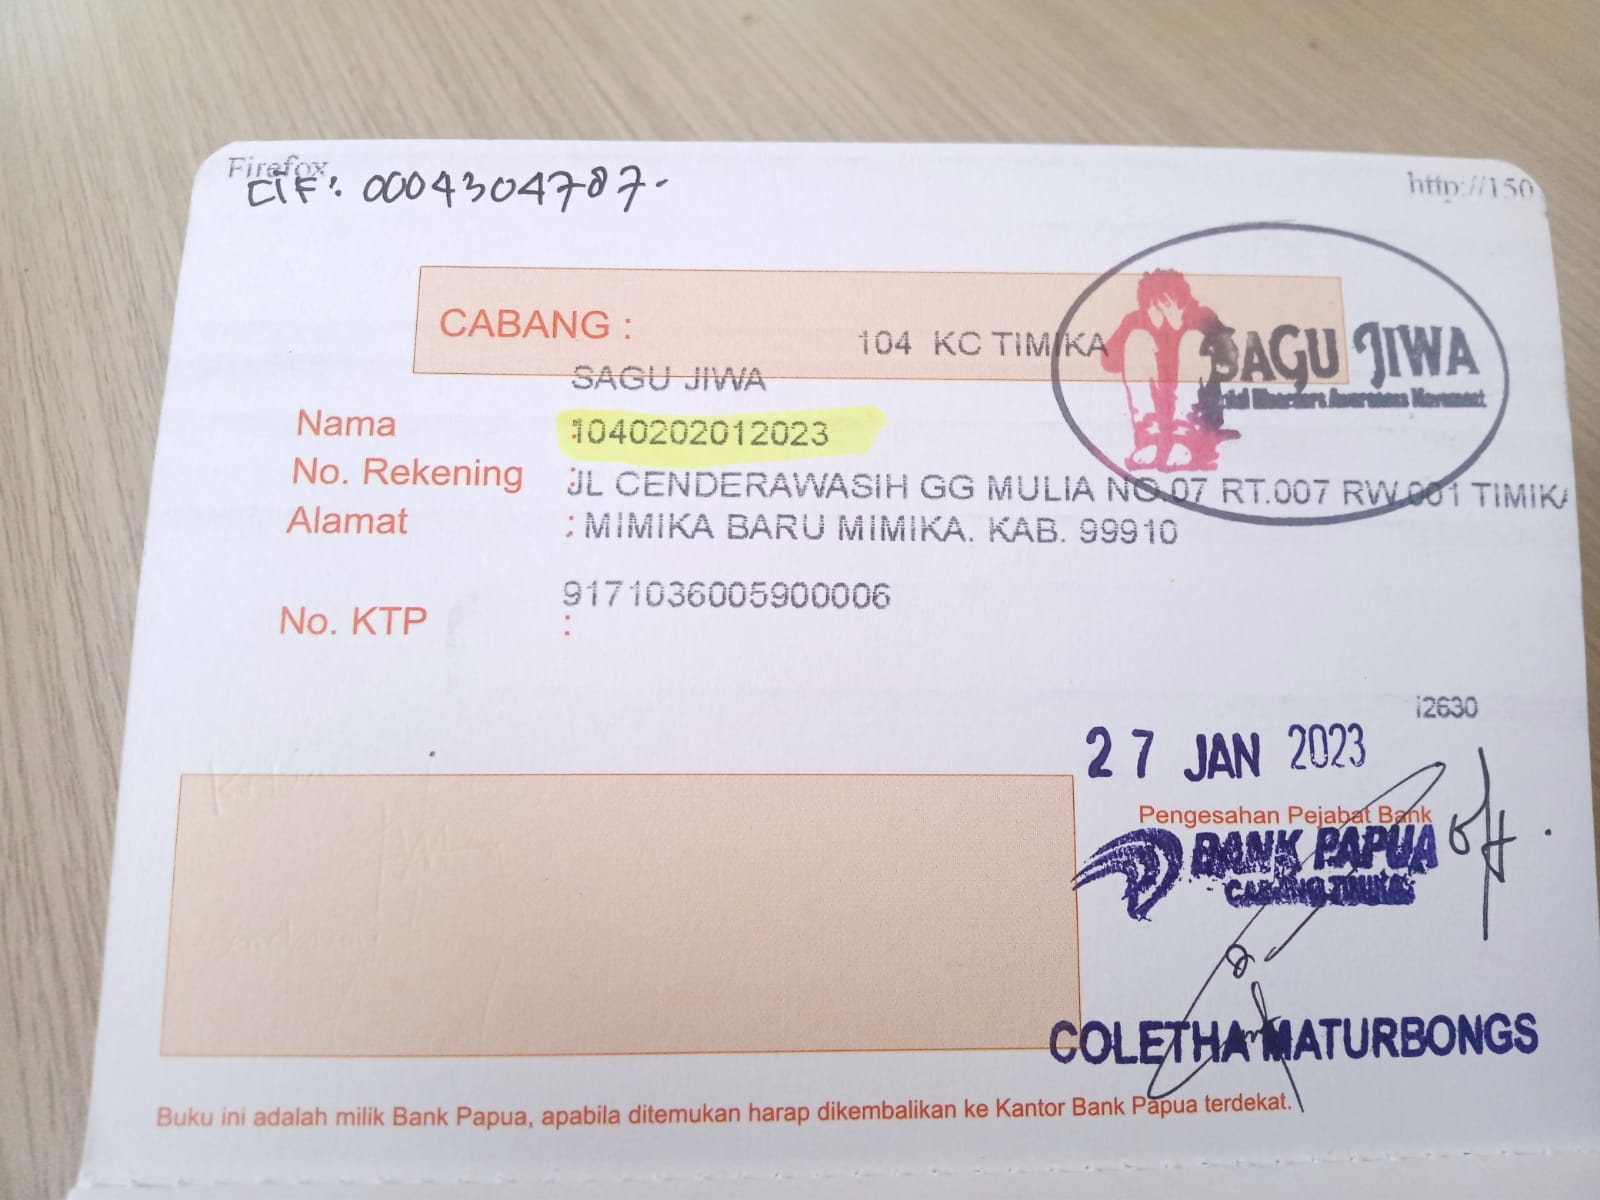 Firefox
http://150
CIF: 0004304787-
CABANG :
104 KC TIMIKA
SAGU JIWA
SAGU JIWA
Awareness Movement
Nama :
1040202012023
No. Rekening :
JL CENDERAWASIH GG MULIA NO.07 RT.007 RW.001 TIMIKA
Alamat :
MIMIKA BARU MIMIKA. KAB. 99910
9171036005900006
No. KTP :
i2630
27 JAN 2023
Pengesahan Pejabat Bank
BANK PAPUA
CABANG TIMIKA
COLETHA MATURBONGS
Buku ini adalah milik Bank Papua, apabila ditemukan harap dikembalikan ke Kantor Bank Papua terdekat.